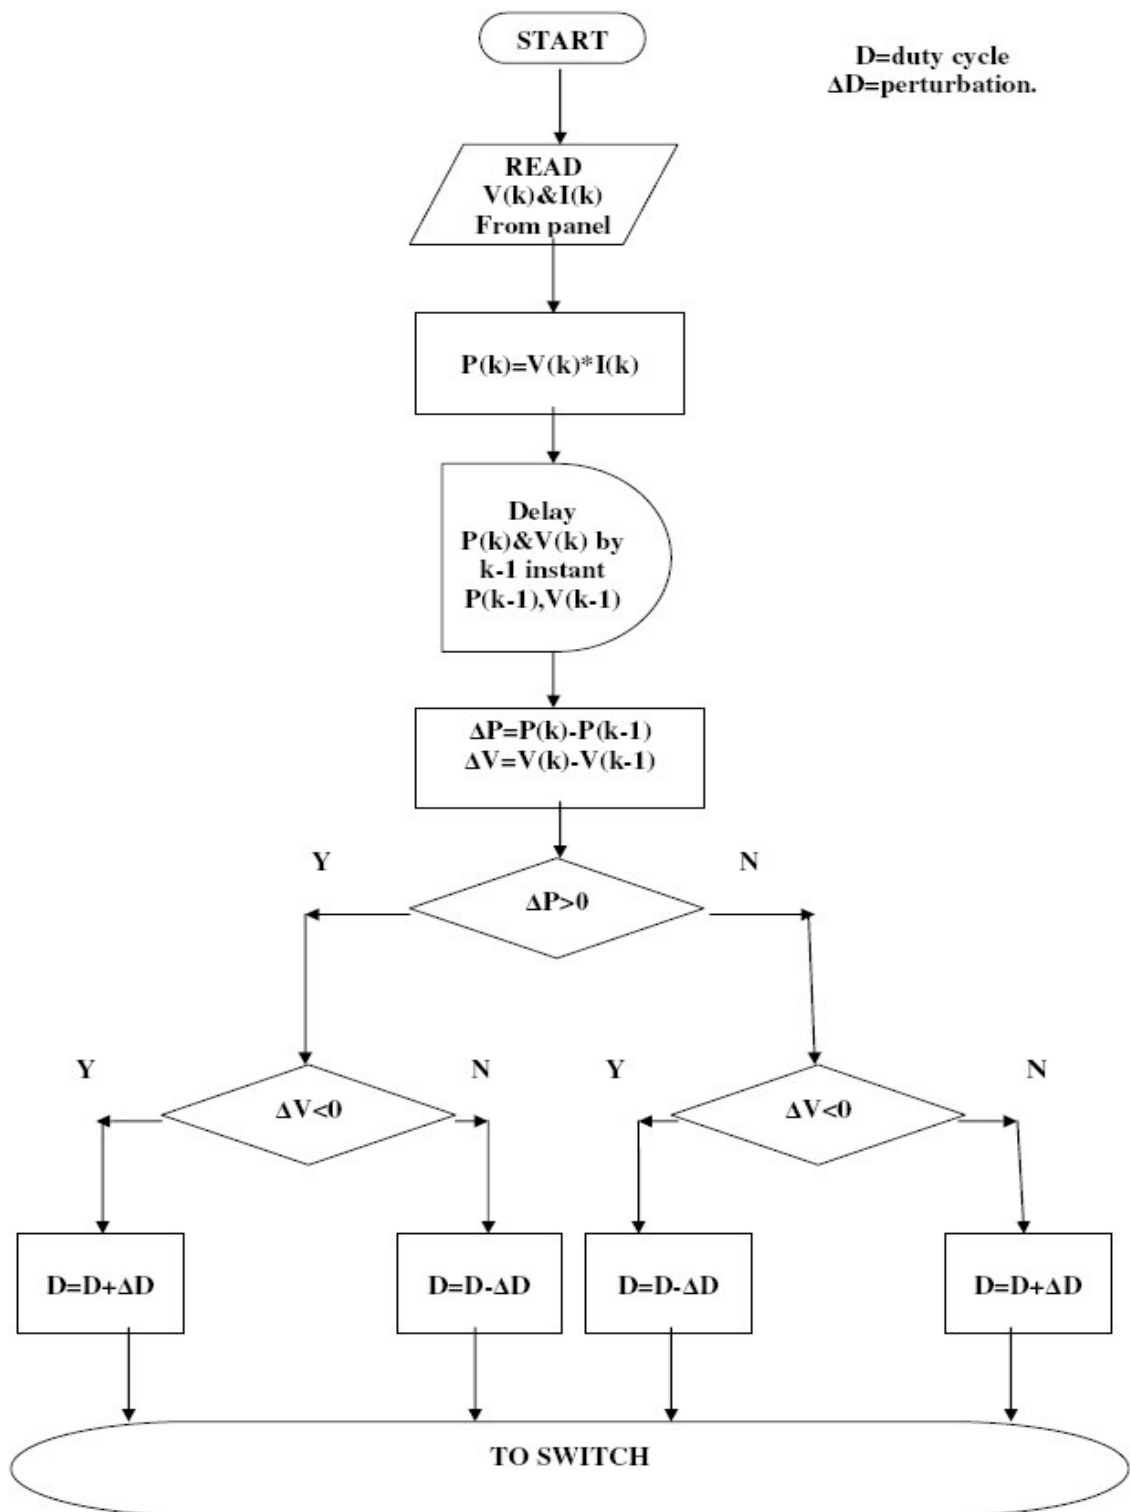 START
D=duty cycle
ΔD=perturbation.
READ
V(k)&I(k)
From panel
P(k)=V(k)*I(k)
Delay
P(k)&V(k) by
k-1 instant
P(k-1),V(k-1)
ΔP=P(k)-P(k-1)
ΔV=V(k)-V(k-1)
Y
N
ΔP>0
Y
N
Y
N
ΔV<0
ΔV<0
D=D+ΔD
D=D-ΔD
D=D-ΔD
D=D+ΔD
TO SWITCH